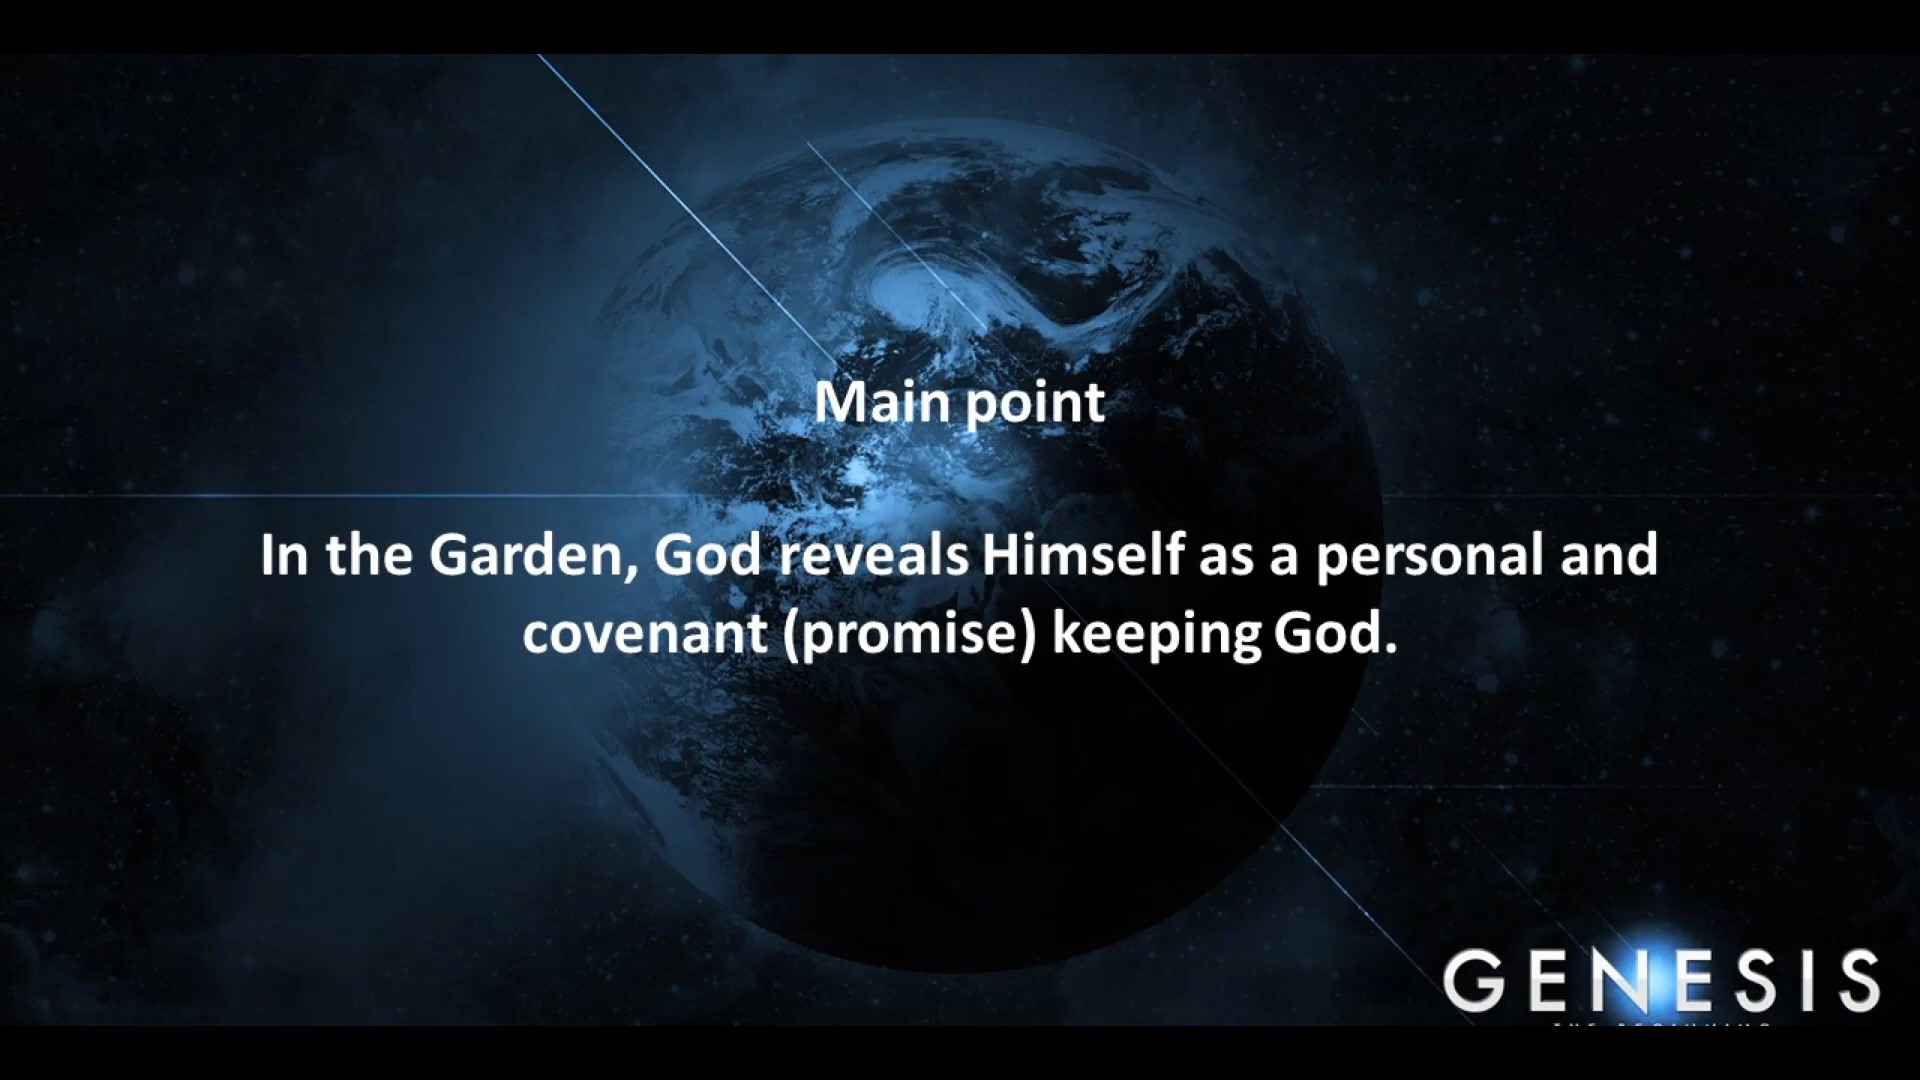 Main point
In the Garden, God reveals Himself as a personal and
covenant (promise) keeping God.
GENESIS